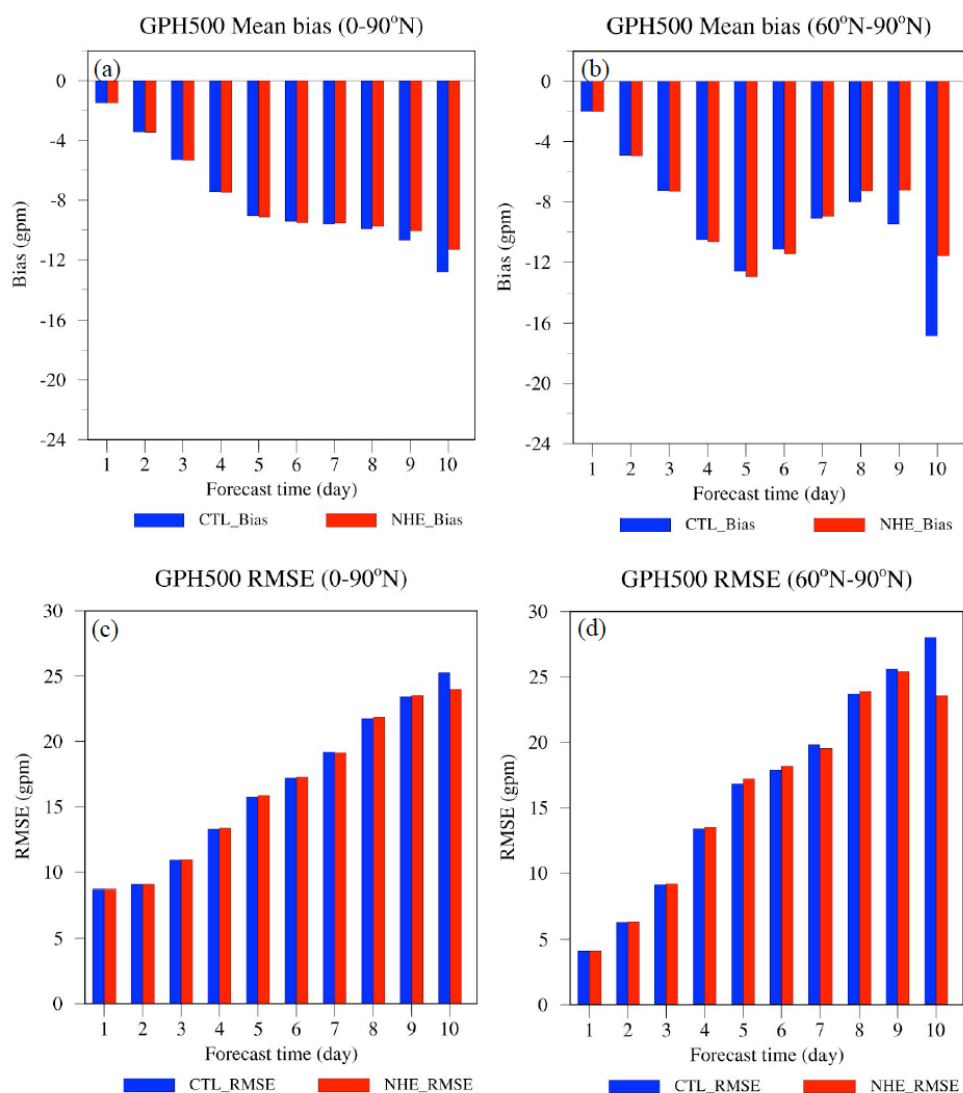 GPH500 Mean bias (0-90°N)
(a)
0
-4
-8
-12
-16
-20
-24
Bias (gpm)
1 2 3 4 5 6 7 8 9 10
Forecast time (day)
CTL_Bias NHE_Bias
GPH500 Mean bias (60°N-90°N)
(b)
0
-4
-8
-12
-16
-20
-24
Bias (gpm)
1 2 3 4 5 6 7 8 9 10
Forecast time (day)
CTL_Bias NHE_Bias
GPH500 RMSE (0-90°N)
(c)
30
25
20
15
10
5
0
RMSE (gpm)
1 2 3 4 5 6 7 8 9 10
Forecast time (day)
CTL_RMSE NHE_RMSE
GPH500 RMSE (60°N-90°N)
(d)
30
25
20
15
10
5
0
RMSE (gpm)
1 2 3 4 5 6 7 8 9 10
Forecast time (day)
CTL_RMSE NHE_RMSE